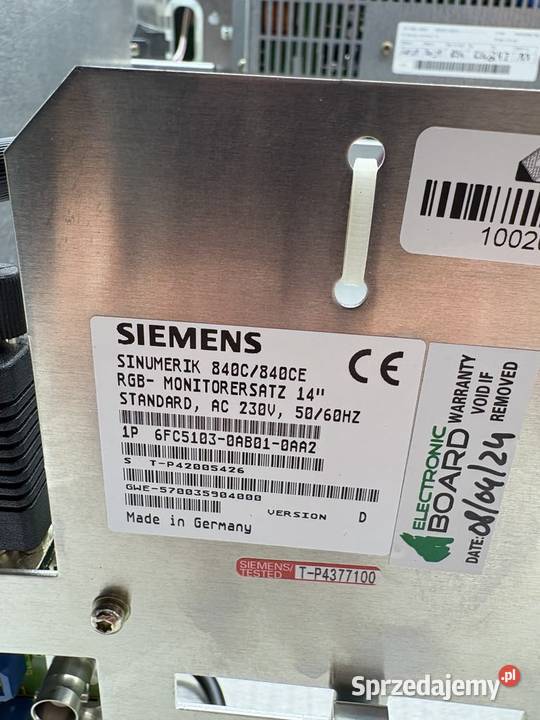 1002
SIEMENS
SINUMERIK 840C/840CE
RGB- MONITORERSATZ 14"
STANDARD, AC 230V, 50/60HZ
1P 6FC5103-0AB01-0AA2
S T-P42005426
GWE-570035904000
VERSION D
Made in Germany
CE
ELECTRONIC
BOARD
WARRANTY
VOID IF
REMOVED
DATE: 08/04/24
SIEMENS/
TESTED
T-P4377100
Sprzedajemy.pl